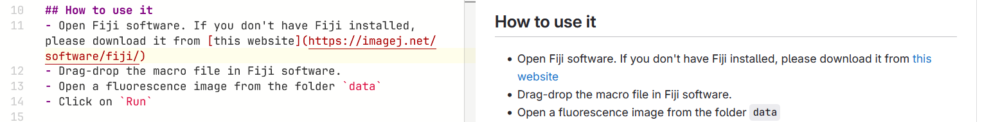 10 ## How to use it
11 - Open Fiji software. If you don't have Fiji installed,
please download it from [this website](https://imagej.net/
software/fiji/)
12 - Drag-drop the macro file in Fiji software.
13 - Open a fluorescence image from the folder `data`
14 - Click on `Run`
15
How to use it
• Open Fiji software. If you don't have Fiji installed, please download it from this
website
• Drag-drop the macro file in Fiji software.
• Open a fluorescence image from the folder data